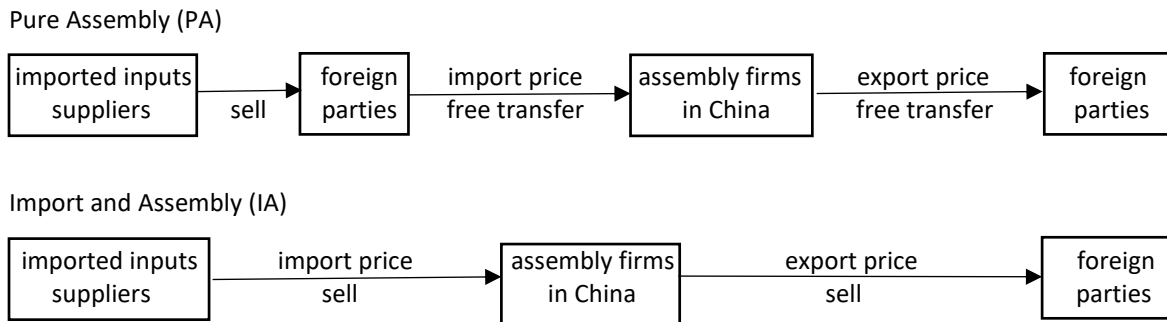 Pure Assembly (PA)
imported inputs
suppliers
sell
foreign
parties
import price
free transfer
assembly firms
in China
export price
free transfer
foreign
parties
Import and Assembly (IA)
imported inputs
suppliers
import price
sell
assembly firms
in China
export price
sell
foreign
parties